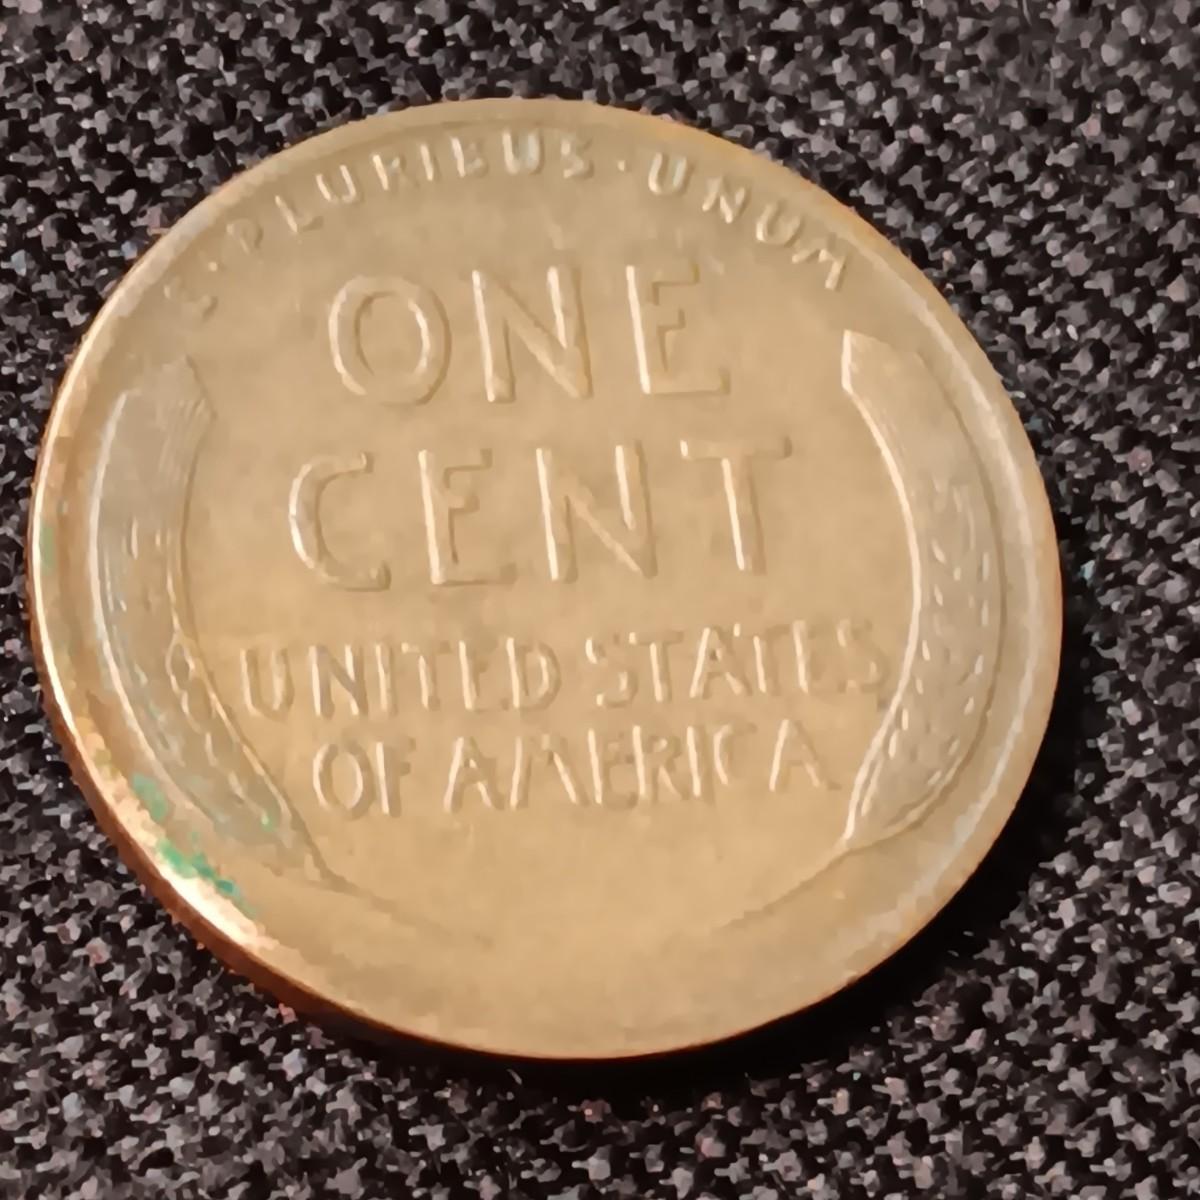 E·PLURIBUS·UNUM
ONE
CENT
UNITED STATES
OF AMERICA